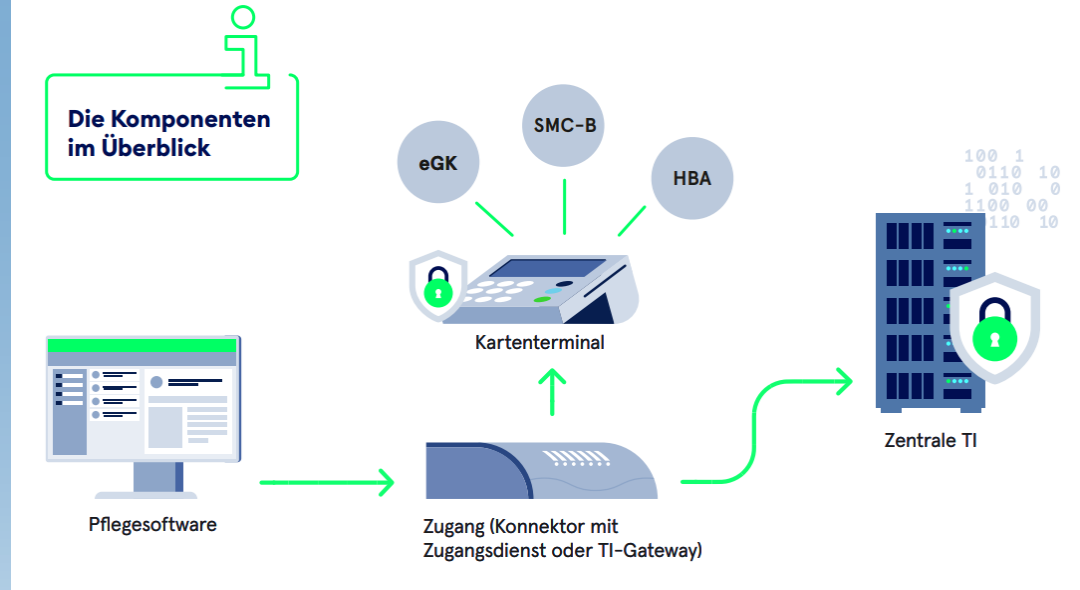 Die Komponenten
im Überblick
eGK
SMC-B
HBA
100 1
0110 10
1 010 0
1100 00
110 10
Kartenterminal
Zentrale TI
Pflegesoftware
Zugang (Konnektor mit
Zugangsdienst oder TI-Gateway)